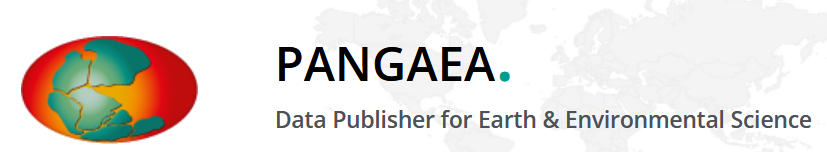 PANGAEA.
Data Publisher for Earth & Environmental Science